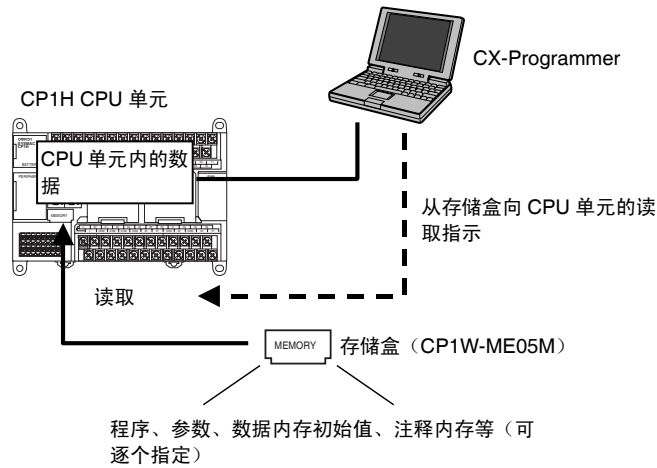 CX-Programmer
CP1H CPU 单元
CPU 单元内的数
据
MEMORY
从存储盒向 CPU 单元的读
取指示
读取
MEMORY
存储盒（CP1W-ME05M）
程序、参数、数据内存初始值、注释内存等（可
逐个指定）